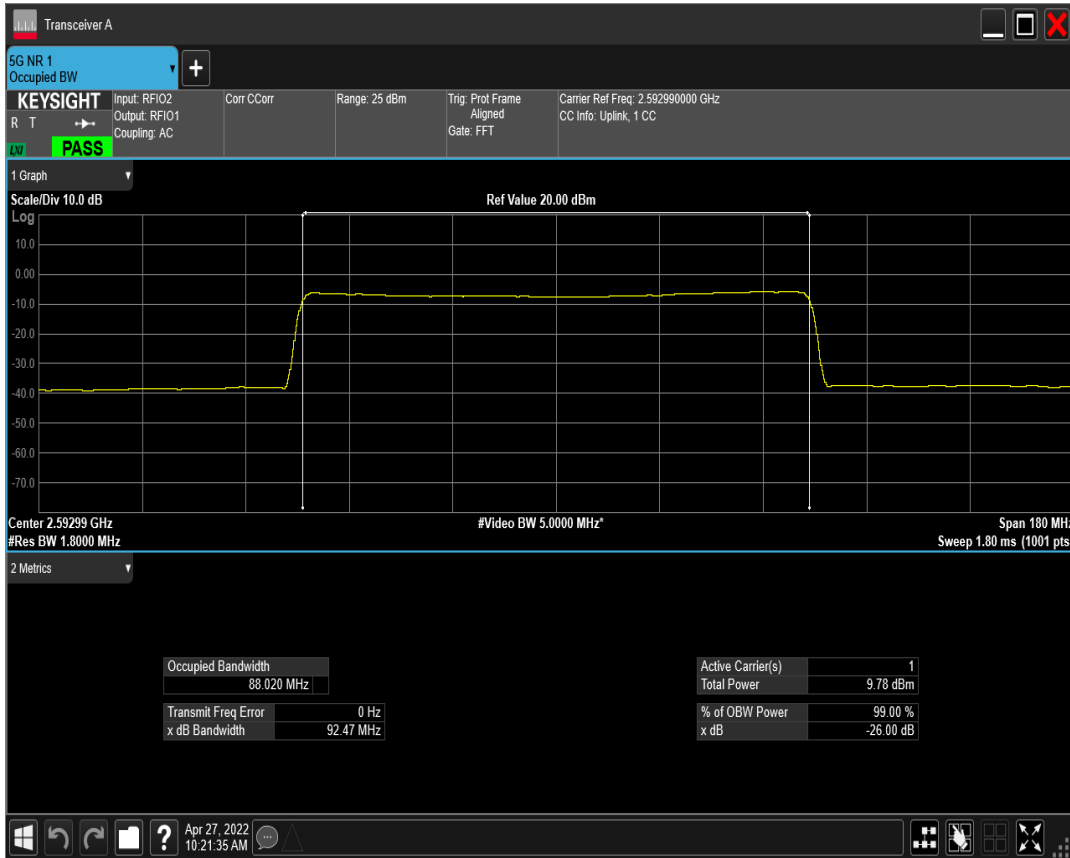 Transceiver A
5G NR 1
Occupied BW
KEYSIGHT
R T
LXI
PASS
Input: RFIO2
Output: RFIO1
Coupling: AC
Corr CCorr
Range: 25 dBm
Trig: Prot Frame
Aligned
Gate: FFT
Carrier Ref Freq: 2.592990000 GHz
CC Info: Uplink, 1 CC
1 Graph
Scale/Div 10.0 dB
Ref Value 20.00 dBm
Log
10.0
0.00
-10.0
-20.0
-30.0
-40.0
-50.0
-60.0
-70.0
Center 2.59299 GHz
#Video BW 5.0000 MHz*
Span 180 MHz
#Res BW 1.8000 MHz
Sweep 1.80 ms (1001 pts
2 Metrics
Occupied Bandwidth
88.020 MHz
Transmit Freq Error 0 Hz
x dB Bandwidth 92.47 MHz
Active Carrier(s) 1
Total Power 9.78 dBm
% of OBW Power 99.00 %
x dB -26.00 dB
Apr 27, 2022
10:21:35 AM